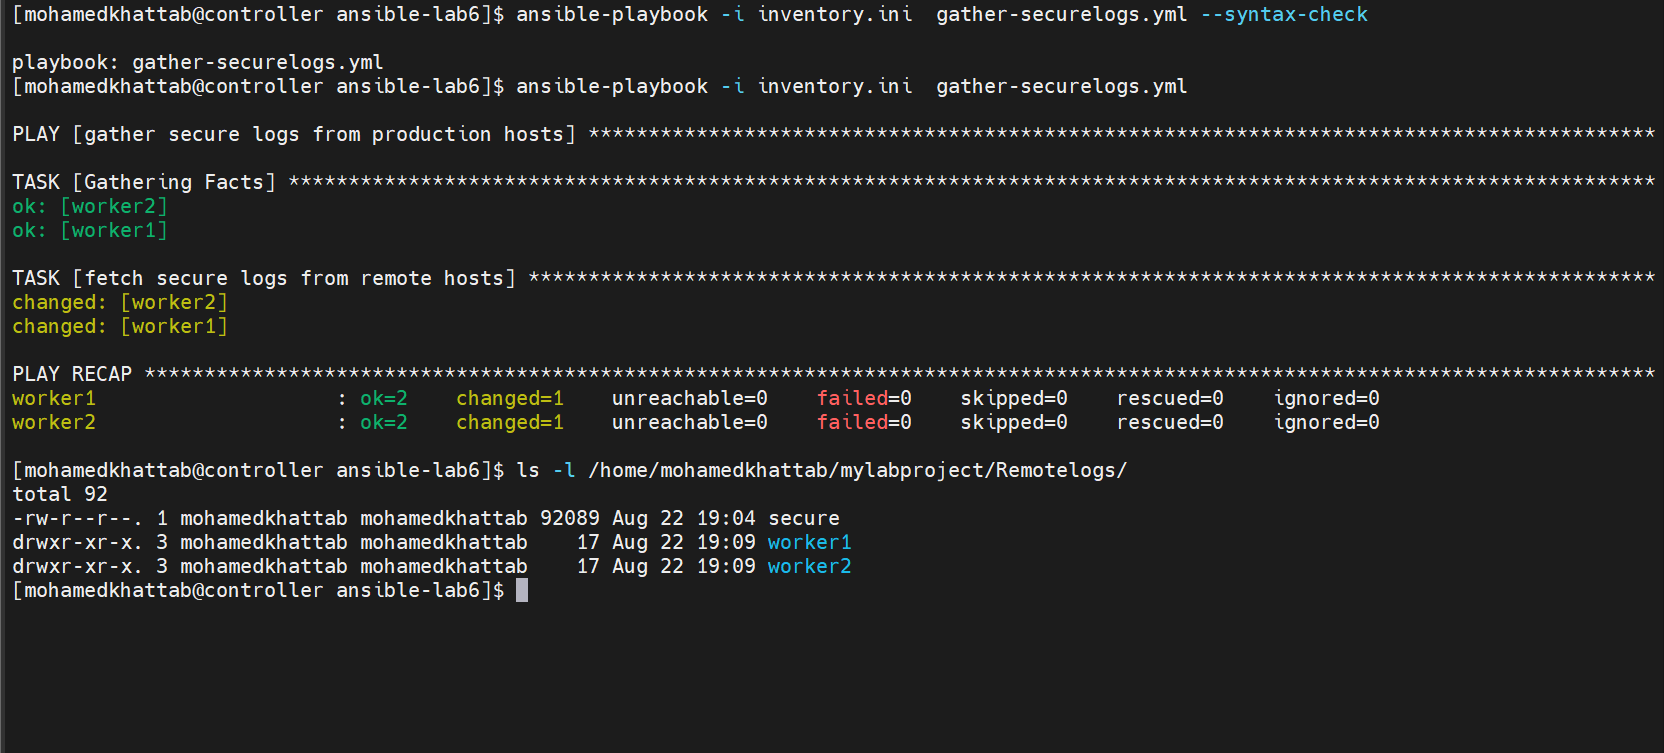 [mohamedkhattab@controller ansible-lab6]$ ansible-playbook -i inventory.ini  gather-securelogs.yml --syntax-check
playbook: gather-securelogs.yml
[mohamedkhattab@controller ansible-lab6]$ ansible-playbook -i inventory.ini  gather-securelogs.yml
PLAY [gather secure logs from production hosts] *****************************************************************************************
TASK [Gathering Facts] ******************************************************************************************************************
ok: [worker2]
ok: [worker1]
TASK [fetch secure logs from remote hosts] **********************************************************************************************
changed: [worker2]
changed: [worker1]
PLAY RECAP ******************************************************************************************************************************
worker1                    : ok=2    changed=1    unreachable=0    failed=0    skipped=0    rescued=0    ignored=0
worker2                    : ok=2    changed=1    unreachable=0    failed=0    skipped=0    rescued=0    ignored=0
[mohamedkhattab@controller ansible-lab6]$ ls -l /home/mohamedkhattab/mylabproject/Remotelogs/
total 92
-rw-r--r--. 1 mohamedkhattab mohamedkhattab 92089 Aug 22 19:04 secure
drwxr-xr-x. 3 mohamedkhattab mohamedkhattab    17 Aug 22 19:09 worker1
drwxr-xr-x. 3 mohamedkhattab mohamedkhattab    17 Aug 22 19:09 worker2
[mohamedkhattab@controller ansible-lab6]$